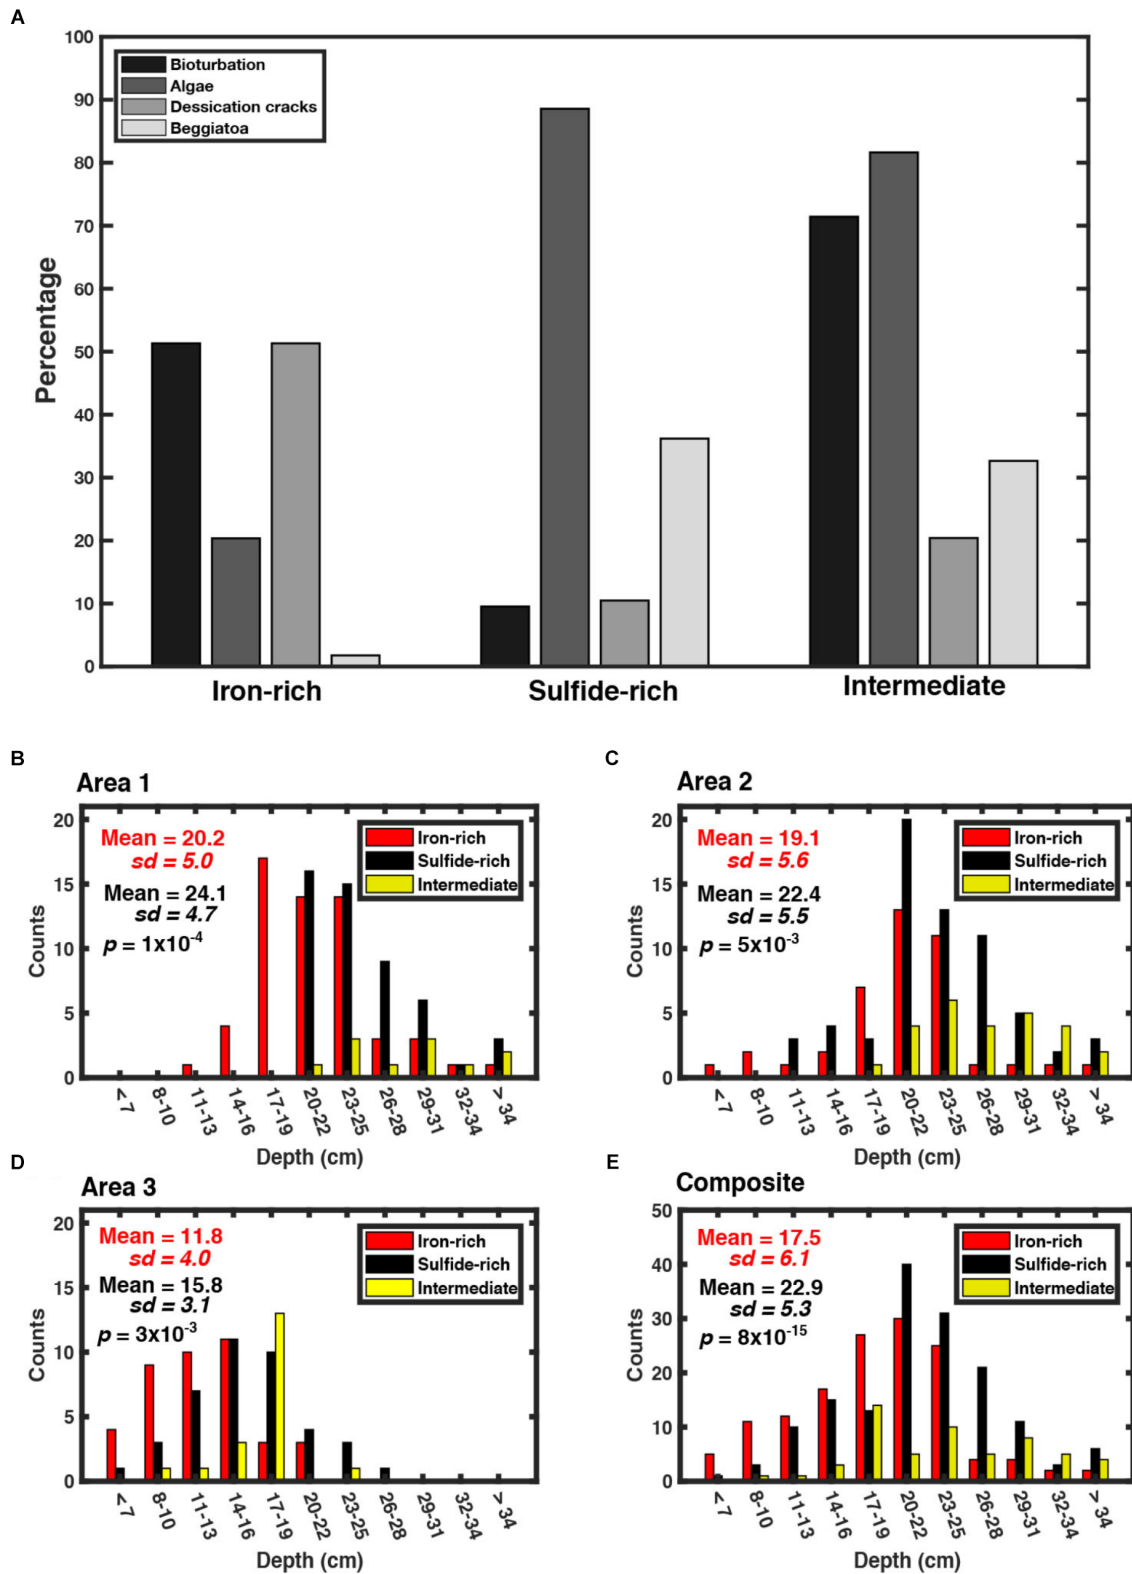 A
100
90
80
70
60
50
40
30
20
10
0
Percentage
Bioturbation
Algae
Dessication cracks
Beggiatoa
Iron-rich
Sulfide-rich
Intermediate
B
Area 1
20
15
10
5
0
Counts
Mean = 20.2
sd = 5.0
Mean = 24.1
sd = 4.7
p = 1x10⁻⁴
Iron-rich
Sulfide-rich
Intermediate
< 7
8-10
11-13
14-16
17-19
20-22
23-25
26-28
29-31
32-34
> 34
Depth (cm)
C
Area 2
20
15
10
5
0
Counts
Mean = 19.1
sd = 5.6
Mean = 22.4
sd = 5.5
p = 5x10⁻³
Iron-rich
Sulfide-rich
Intermediate
< 7
8-10
11-13
14-16
17-19
20-22
23-25
26-28
29-31
32-34
> 34
Depth (cm)
D
Area 3
20
15
10
5
0
Counts
Mean = 11.8
sd = 4.0
Mean = 15.8
sd = 3.1
p = 3x10⁻³
Iron-rich
Sulfide-rich
Intermediate
< 7
8-10
11-13
14-16
17-19
20-22
23-25
26-28
29-31
32-34
> 34
Depth (cm)
E
Composite
50
40
30
20
10
0
Counts
Mean = 17.5
sd = 6.1
Mean = 22.9
sd = 5.3
p = 8x10⁻¹⁵
Iron-rich
Sulfide-rich
Intermediate
< 7
8-10
11-13
14-16
17-19
20-22
23-25
26-28
29-31
32-34
> 34
Depth (cm)